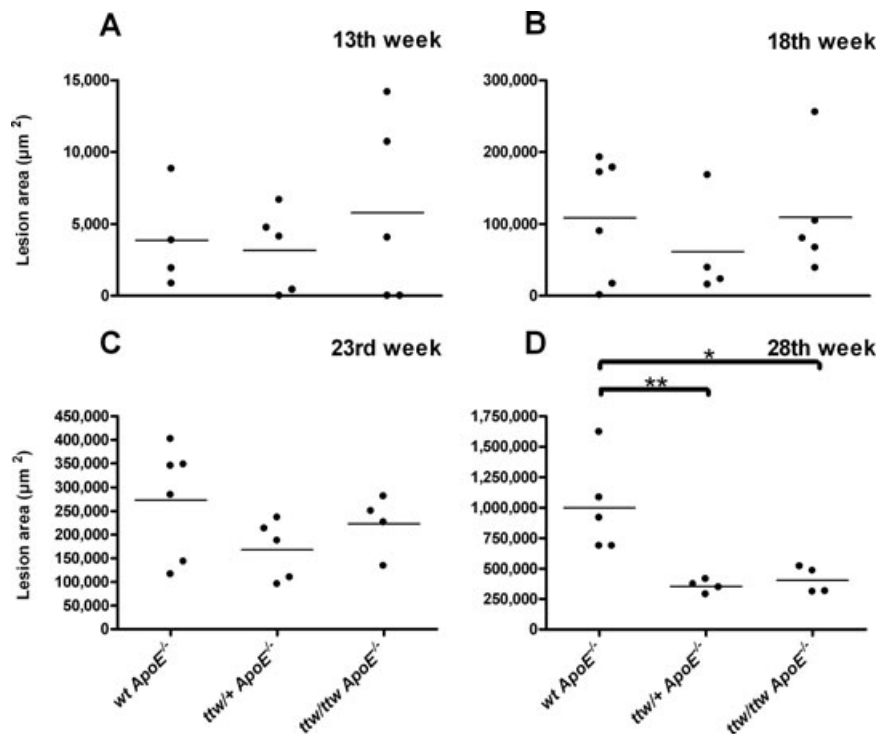 A
13th week
Lesion area (µm ²)
15,000
10,000
5,000
0
B
18th week
300,000
200,000
100,000
0
C
23rd week
Lesion area (µm ²)
450,000
400,000
350,000
300,000
250,000
200,000
150,000
100,000
50,000
0
wt ApoE⁻/⁻
ttw/+ ApoE⁻/⁻
ttw/ttw ApoE⁻/⁻
D
28th week
*
**
1,750,000
1,500,000
1,250,000
1,000,000
750,000
500,000
250,000
0
wt ApoE⁻/⁻
ttw/+ ApoE⁻/⁻
ttw/ttw ApoE⁻/⁻